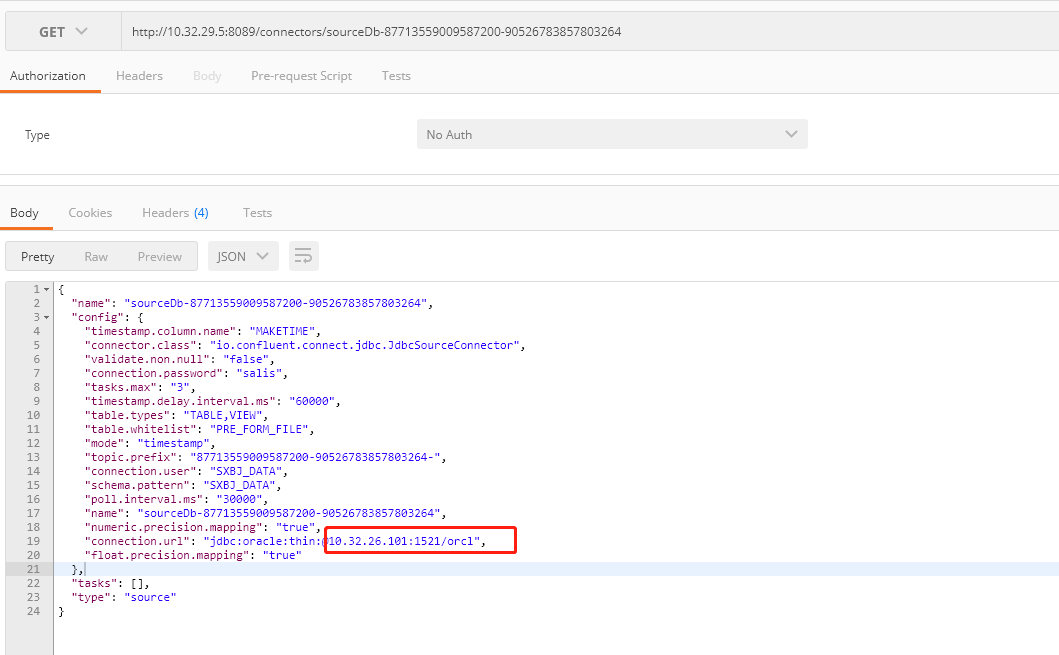 GET http://10.32.29.5:8089/connectors/sourceDb-87713559009587200-90526783857803264
Authorization Headers Body Pre-request Script Tests
Type No Auth
Body Cookies Headers (4) Tests
Pretty Raw Preview JSON
1 {
2 "name": "sourceDb-87713559009587200-90526783857803264",
3 "config": {
4 "timestamp.column.name": "MAKETIME",
5 "connector.class": "io.confluent.connect.jdbc.JdbcSourceConnector",
6 "validate.non.null": "false",
7 "connection.password": "salis",
8 "tasks.max": "3",
9 "timestamp.delay.interval.ms": "60000",
10 "table.types": "TABLE,VIEW",
11 "table.whitelist": "PRE_FORM_FILE",
12 "mode": "timestamp",
13 "topic.prefix": "87713559009587200-90526783857803264-",
14 "connection.user": "SXBJ_DATA",
15 "schema.pattern": "SXBJ_DATA",
16 "poll.interval.ms": "30000",
17 "name": "sourceDb-87713559009587200-90526783857803264",
18 "numeric.precision.mapping": "true",
19 "connection.url": "jdbc:oracle:thin:@10.32.26.101:1521/orcl",
20 "float.precision.mapping": "true"
21 },
22 "tasks": [],
23 "type": "source"
24 }